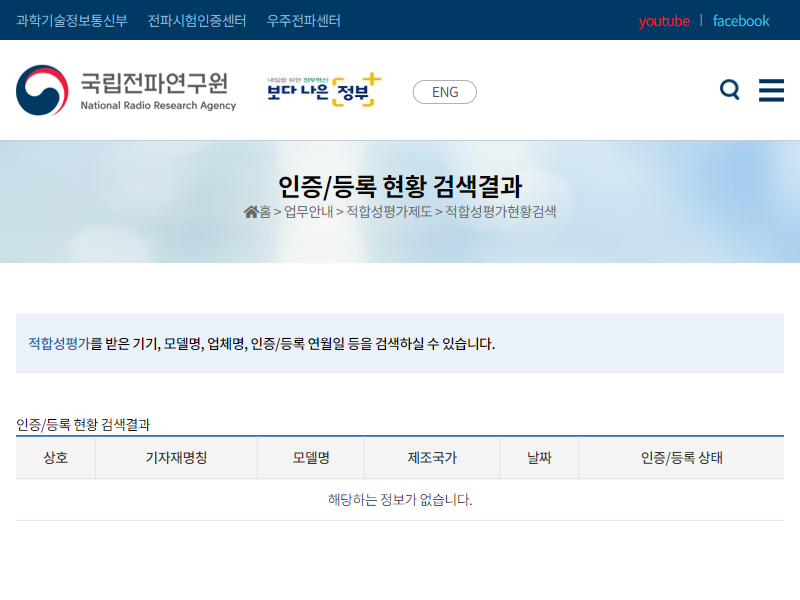 과학기술정보통신부 전파시험인증센터 우주전파센터 youtube | facebook
국립전파연구원
National Radio Research Agency
내일을 위한 정부혁신
보다 나은 정부
ENG
인증/등록 현황 검색결과
홈 > 업무안내 > 적합성평가제도 > 적합성평가현황검색
적합성평가를 받은 기기, 모델명, 업체명, 인증/등록 연월일 등을 검색하실 수 있습니다.
인증/등록 현황 검색결과
상호 기자재명칭 모델명 제조국가 날짜 인증/등록 상태
해당하는 정보가 없습니다.